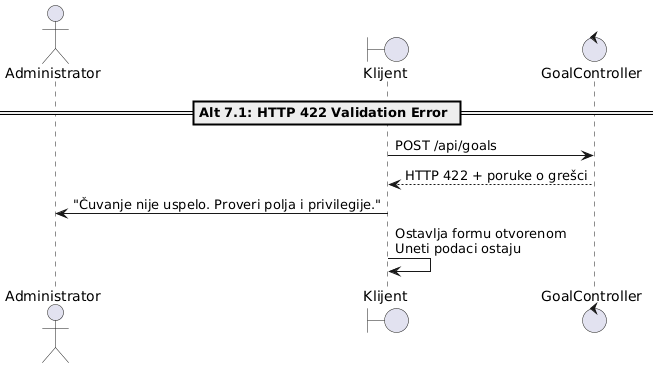 Administrator
Klijent
GoalController
Alt 7.1: HTTP 422 Validation Error
POST /api/goals
HTTP 422 + poruke o grešci
"Čuvanje nije uspelo. Proveri polja i privilegije."
Ostavlja formu otvorenom
Uneti podaci ostaju
Administrator
Klijent
GoalController